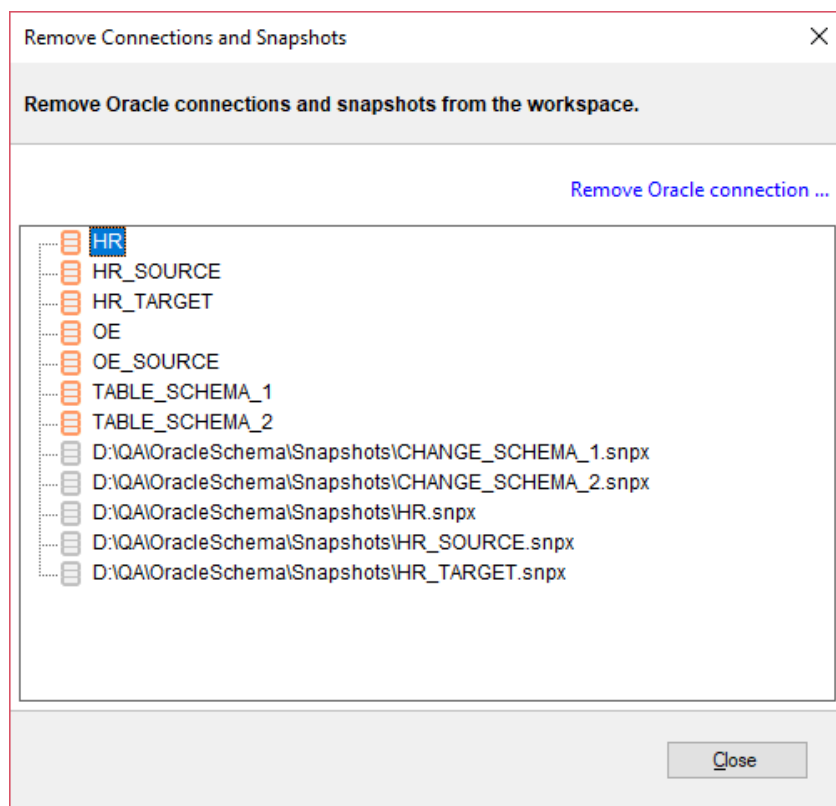 Remove Connections and Snapshots
Remove Oracle connections and snapshots from the workspace.
Remove Oracle connection ...
HR
HR_SOURCE
HR_TARGET
OE
OE_SOURCE
TABLE_SCHEMA_1
TABLE_SCHEMA_2
D:\QA\OracleSchema\Snapshots\CHANGE_SCHEMA_1.snpx
D:\QA\OracleSchema\Snapshots\CHANGE_SCHEMA_2.snpx
D:\QA\OracleSchema\Snapshots\HR.snpx
D:\QA\OracleSchema\Snapshots\HR_SOURCE.snpx
D:\QA\OracleSchema\Snapshots\HR_TARGET.snpx
Close